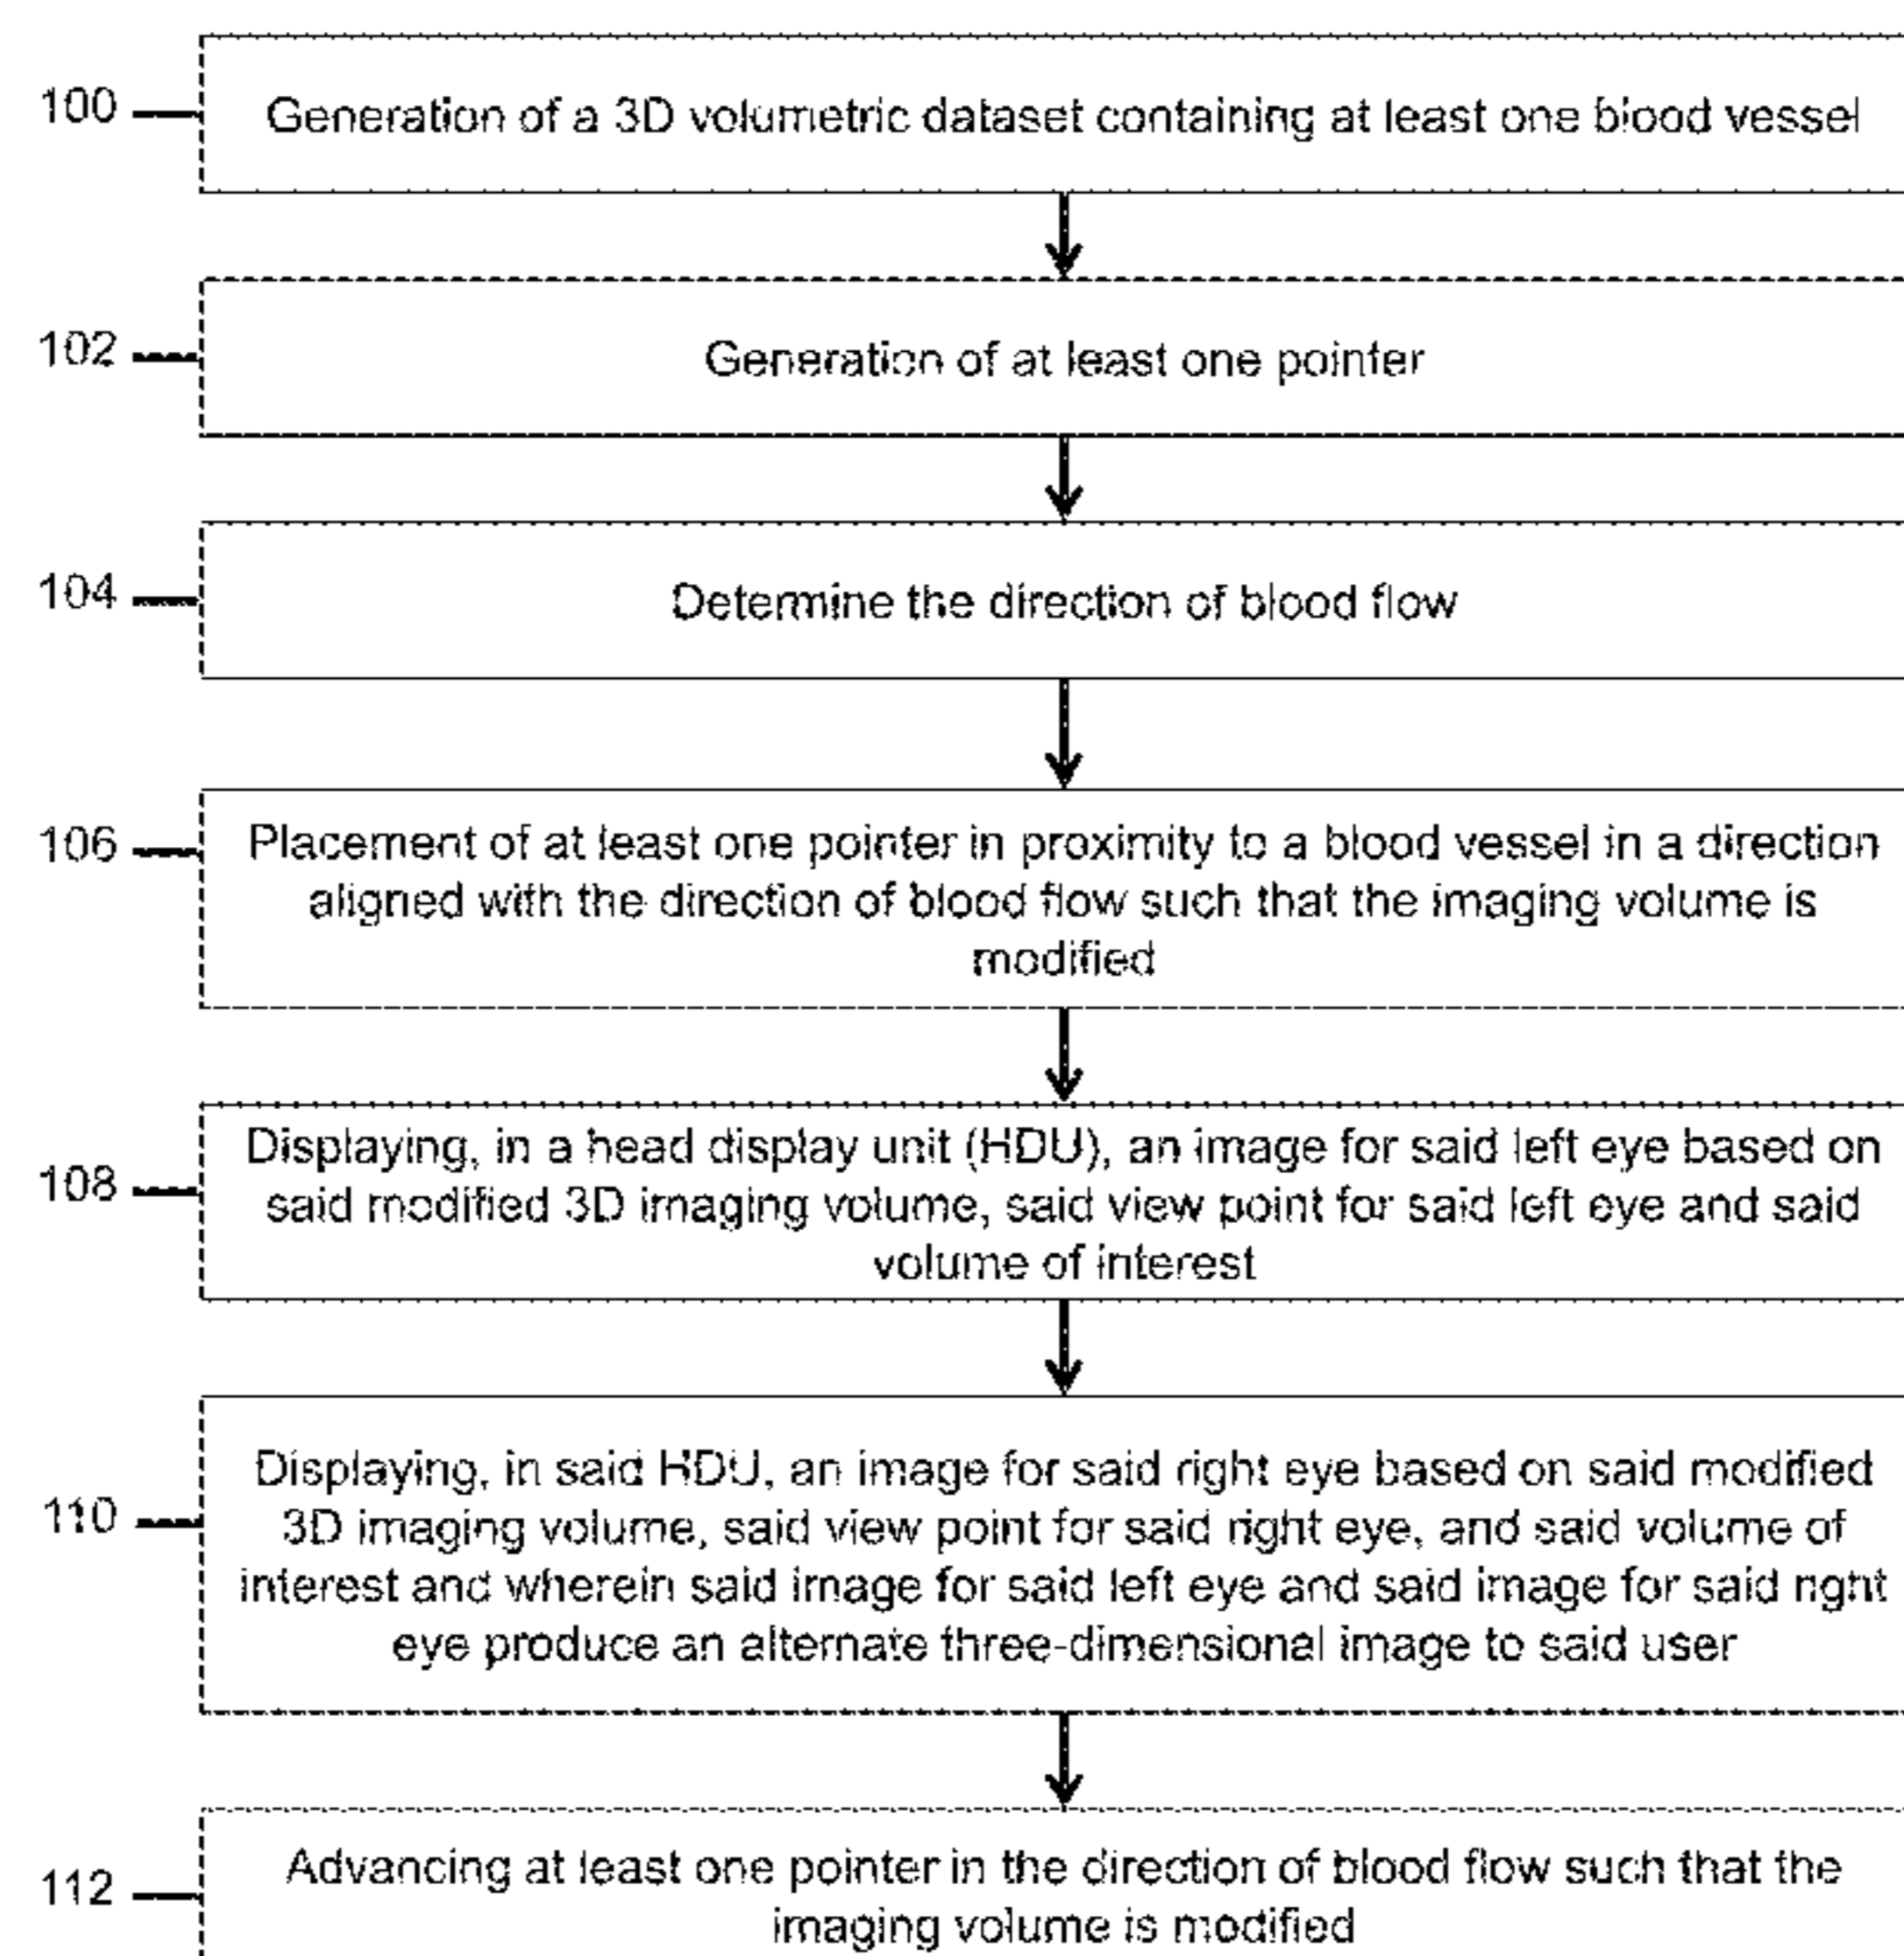 100
Generation of a 3D volumetric dataset containing at least one blood vessel
102
Generation of at least one pointer
104
Determine the direction of blood flow
106
Placement of at least one pointer in proximity to a blood vessel in a direction
aligned with the direction of blood flow such that the imaging volume is
modified
108
Displaying, in a head display unit (HDU), an image for said left eye based on
said modified 3D imaging volume, said view point for said left eye and said
volume of interest
110
Displaying, in said HDU, an image for said right eye based on said modified
3D imaging volume, said view point for said right eye, and said volume of
interest and wherein said image for said left eye and said image for said right
eye produce an alternate three-dimensional image to said user
112
Advancing at least one pointer in the direction of blood flow such that the
imaging volume is modified